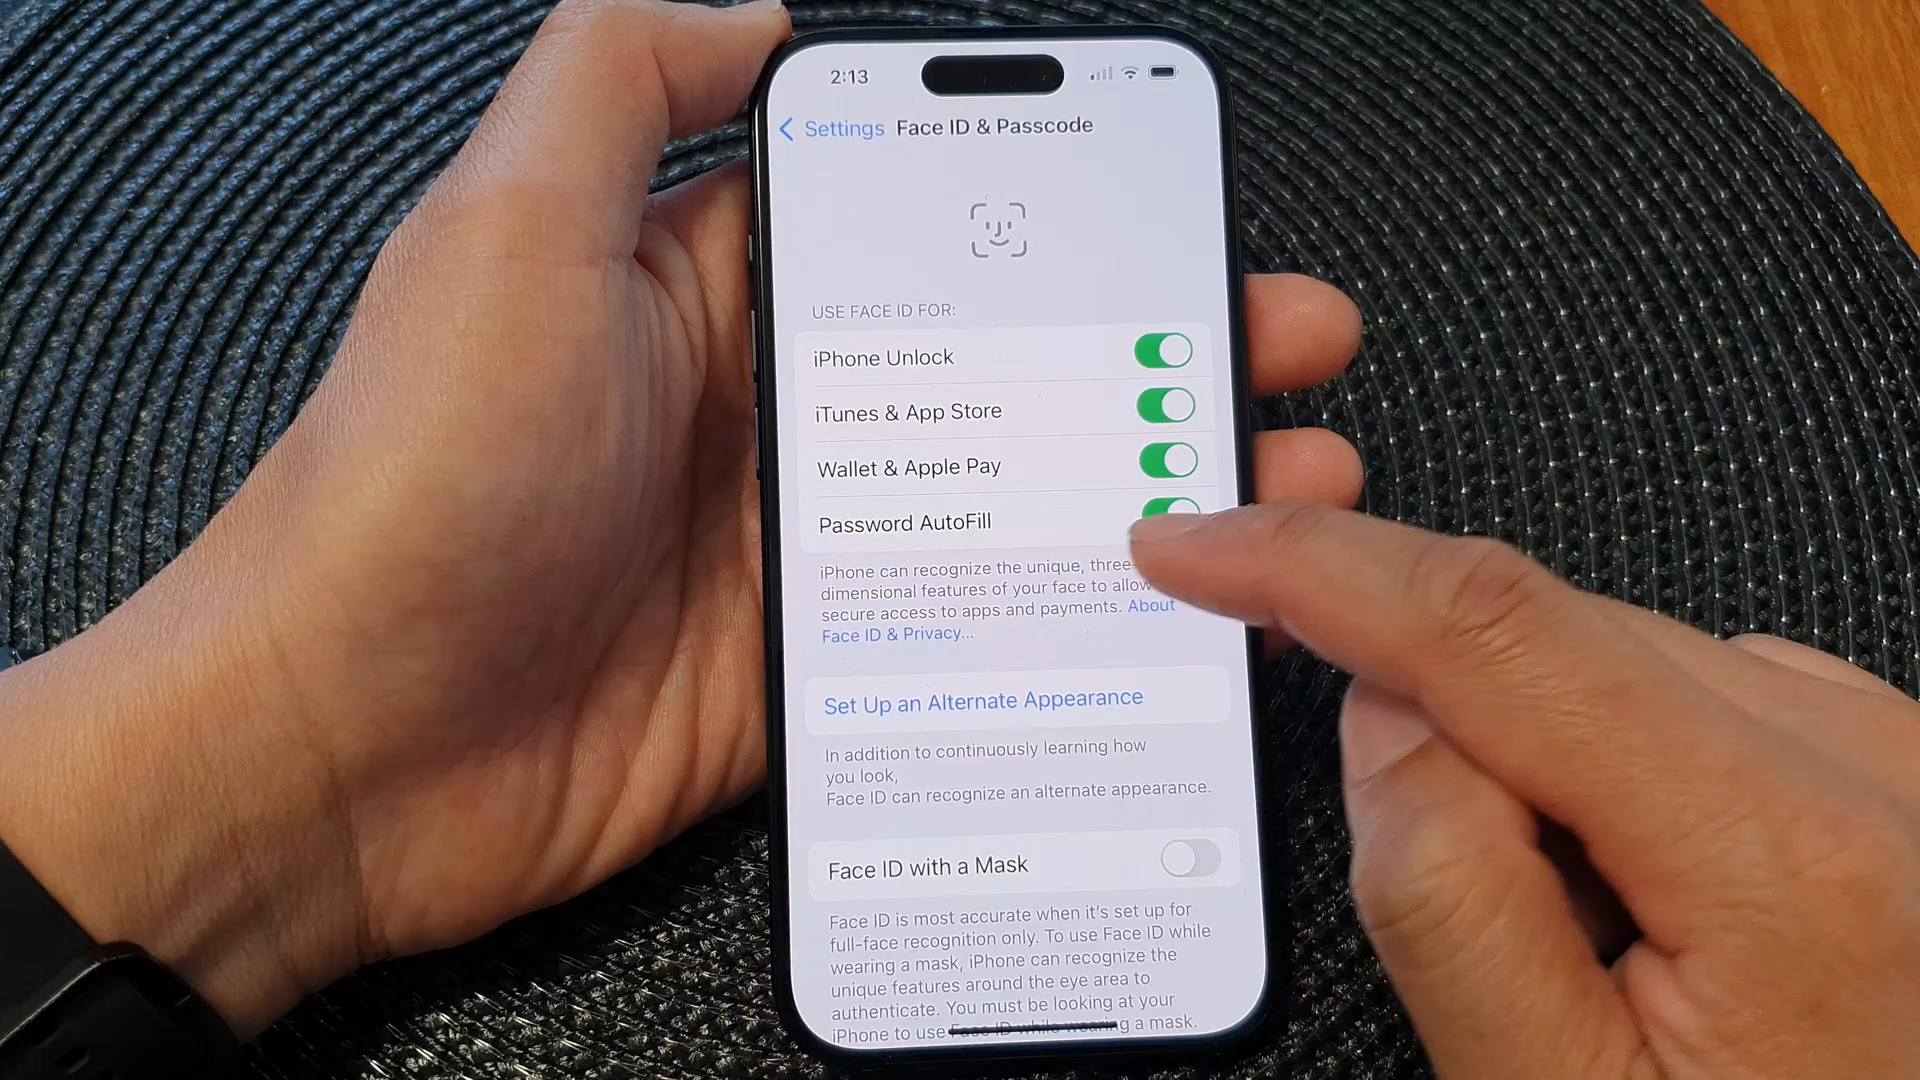 2:13
Settings Face ID & Passcode
USE FACE ID FOR:
iPhone Unlock
iTunes & App Store
Wallet & Apple Pay
Password AutoFill
iPhone can recognize the unique, three-
dimensional features of your face to allow
secure access to apps and payments. About
Face ID & Privacy...
Set Up an Alternate Appearance
In addition to continuously learning how
you look,
Face ID can recognize an alternate appearance.
Face ID with a Mask
Face ID is most accurate when it's set up for
full-face recognition only. To use Face ID while
wearing a mask, iPhone can recognize the
unique features around the eye area to
authenticate. You must be looking at your
iPhone to use Face ID while wearing a mask.